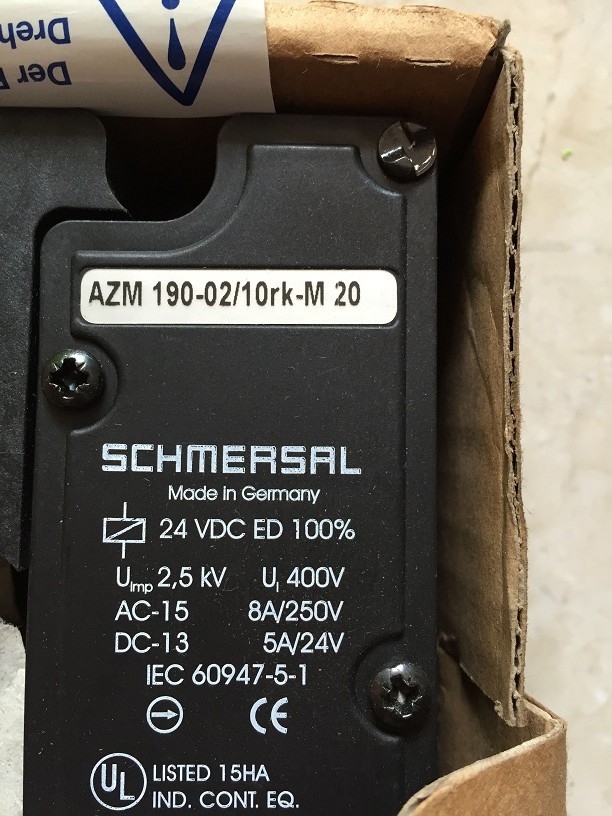 Der
Dreh
AZM 190-02/10rk-M 20
SCHMERSAL
Made in Germany
24 VDC ED 100%
Uimp 2,5 kV Ui 400V
AC-15 8A/250V
DC-13 5A/24V
IEC 60947-5-1
CE
UL LISTED 15HA
IND. CONT. EQ.